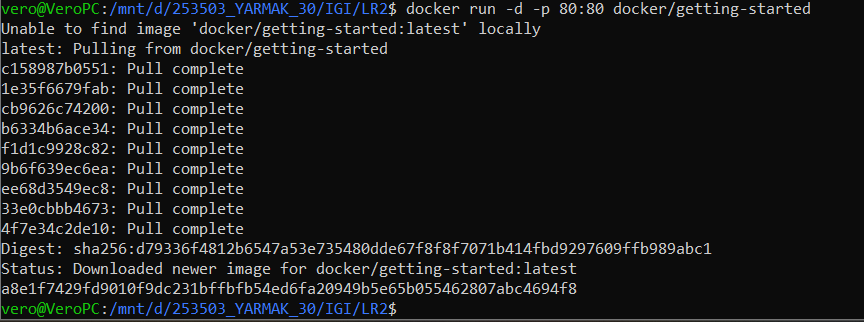 vero@VeroPC:/mnt/d/253503_YARMAK_30/IGI/LR2$ docker run -d -p 80:80 docker/getting-started
Unable to find image 'docker/getting-started:latest' locally
latest: Pulling from docker/getting-started
c158987b0551: Pull complete
1e35f6679fab: Pull complete
cb9626c74200: Pull complete
b6334b6ace34: Pull complete
f1d1c9928c82: Pull complete
9b6f639ec6ea: Pull complete
ee68d3549ec8: Pull complete
33e0cbbb4673: Pull complete
4f7e34c2de10: Pull complete
Digest: sha256:d79336f4812b6547a53e735480dde67f8f8f7071b414fbd9297609ffb989abc1
Status: Downloaded newer image for docker/getting-started:latest
a8e1f7429fd9010f9dc231bffbfb54ed6fa20949b5e65b055462807abc4694f8
vero@VeroPC:/mnt/d/253503_YARMAK_30/IGI/LR2$